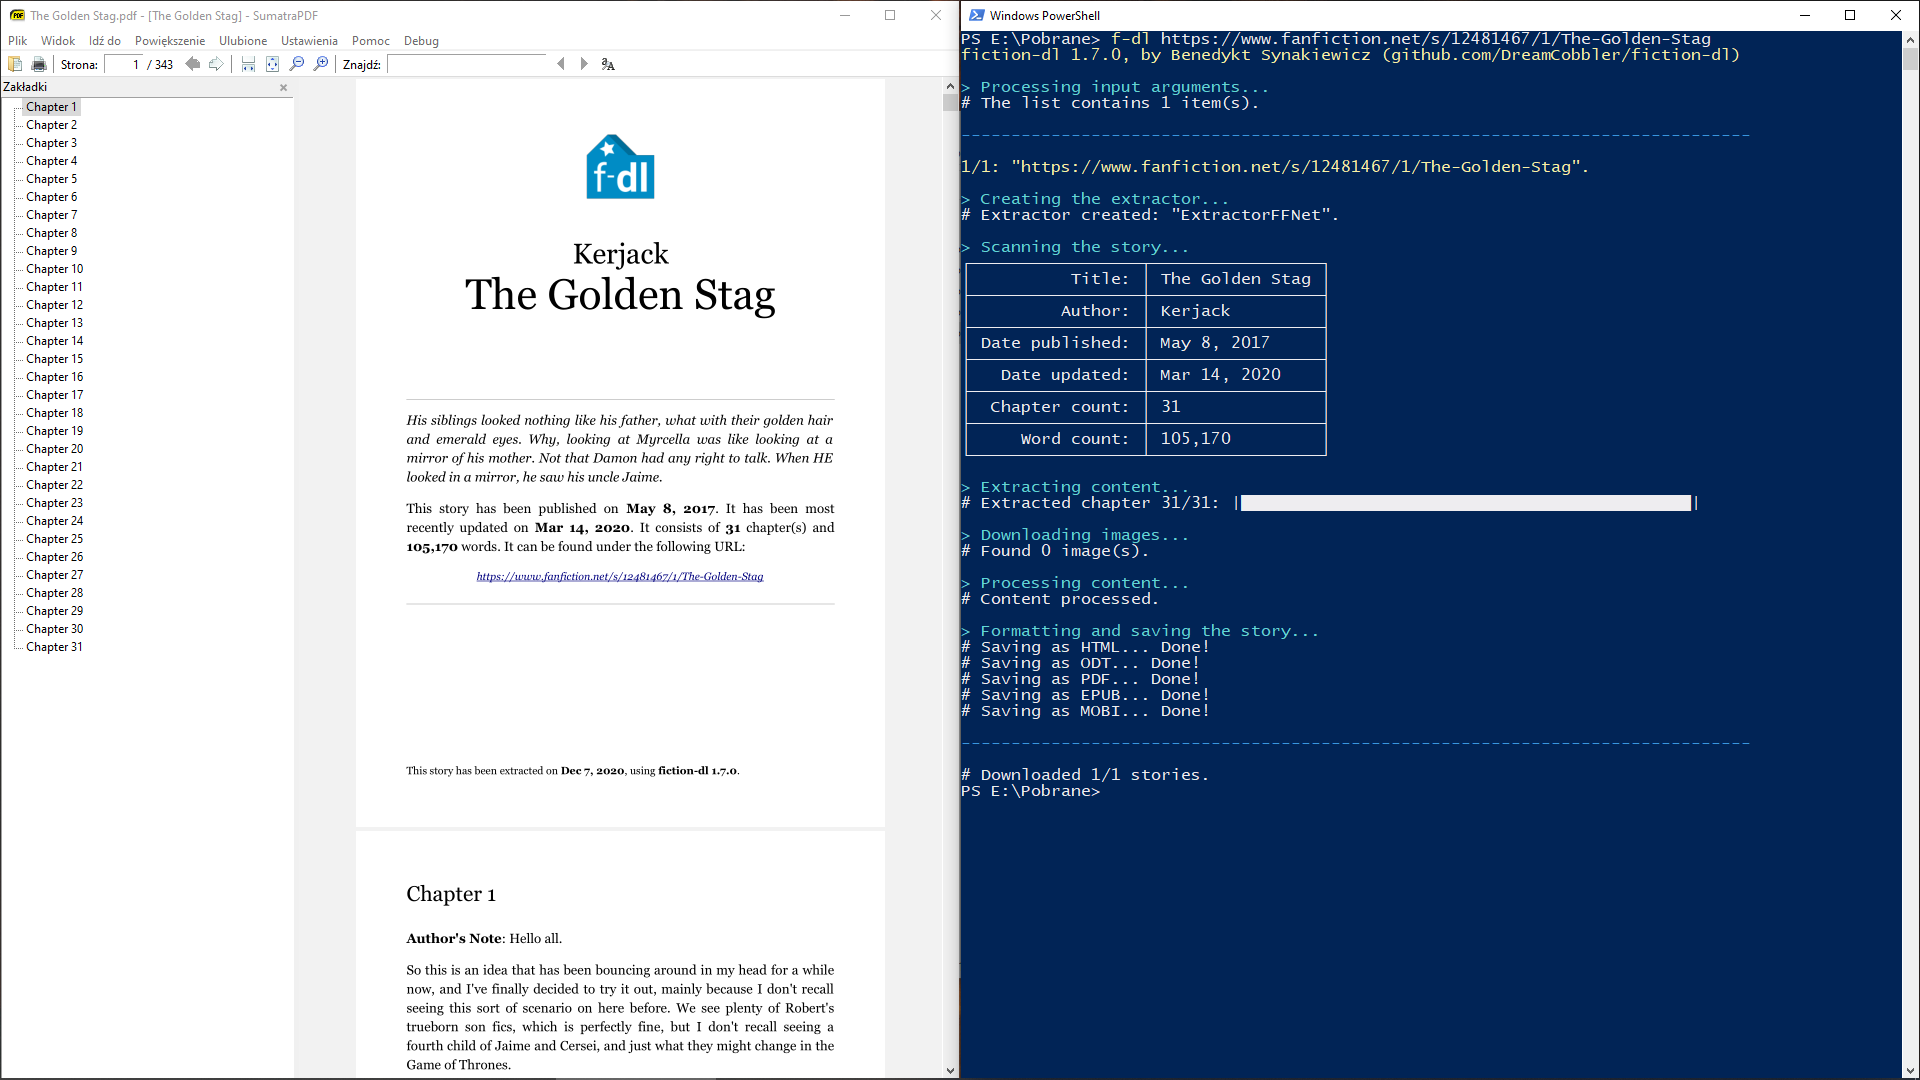 The Golden Stag.pdf - [The Golden Stag] - SumatraPDF
Plik Widok Idź do Powiększenie Ulubione Ustawienia Pomoc Debug
Strona: 1 / 343 Znajdź:
Zakładki
Chapter 1
Chapter 2
Chapter 3
Chapter 4
Chapter 5
Chapter 6
Chapter 7
Chapter 8
Chapter 9
Chapter 10
Chapter 11
Chapter 12
Chapter 13
Chapter 14
Chapter 15
Chapter 16
Chapter 17
Chapter 18
Chapter 19
Chapter 20
Chapter 21
Chapter 22
Chapter 23
Chapter 24
Chapter 25
Chapter 26
Chapter 27
Chapter 28
Chapter 29
Chapter 30
Chapter 31
f-dl
Kerjack
The Golden Stag
His siblings looked nothing like his father, what with their golden hair
and emerald eyes. Why, looking at Myrcella was like looking at a
mirror of his mother. Not that Damon had any right to talk. When HE
looked in a mirror, he saw his uncle Jaime.
This story has been published on May 8, 2017. It has been most
recently updated on Mar 14, 2020. It consists of 31 chapter(s) and
105,170 words. It can be found under the following URL:
https://www.fanfiction.net/s/12481467/1/The-Golden-Stag
This story has been extracted on Dec 7, 2020, using fiction-dl 1.7.0.
Chapter 1
Author's Note: Hello all.
So this is an idea that has been bouncing around in my head for a while
now, and I've finally decided to try it out, mainly because I don't recall
seeing this sort of scenario on here before. We see plenty of Robert's
trueborn son fics, which is perfectly fine, but I don't recall seeing a
fourth child of Jaime and Cersei, and just what they might change in the
Game of Thrones.
Windows PowerShell
PS E:\Pobrane> f-dl https://www.fanfiction.net/s/12481467/1/The-Golden-Stag
fiction-dl 1.7.0, by Benedykt Synakiewicz (github.com/DreamCobbler/fiction-dl)
> Processing input arguments...
# The list contains 1 item(s).
-------------------------------------------------------------------------------
1/1: "https://www.fanfiction.net/s/12481467/1/The-Golden-Stag".
> Creating the extractor...
# Extractor created: "ExtractorFFNet".
> Scanning the story...
Title: The Golden Stag
Author: Kerjack
Date published: May 8, 2017
Date updated: Mar 14, 2020
Chapter count: 31
Word count: 105,170
> Extracting content...
# Extracted chapter 31/31: | |
> Downloading images...
# Found 0 image(s).
> Processing content...
# Content processed.
> Formatting and saving the story...
# Saving as HTML... Done!
# Saving as ODT... Done!
# Saving as PDF... Done!
# Saving as EPUB... Done!
# Saving as MOBI... Done!
-------------------------------------------------------------------------------
# Downloaded 1/1 stories.
PS E:\Pobrane>